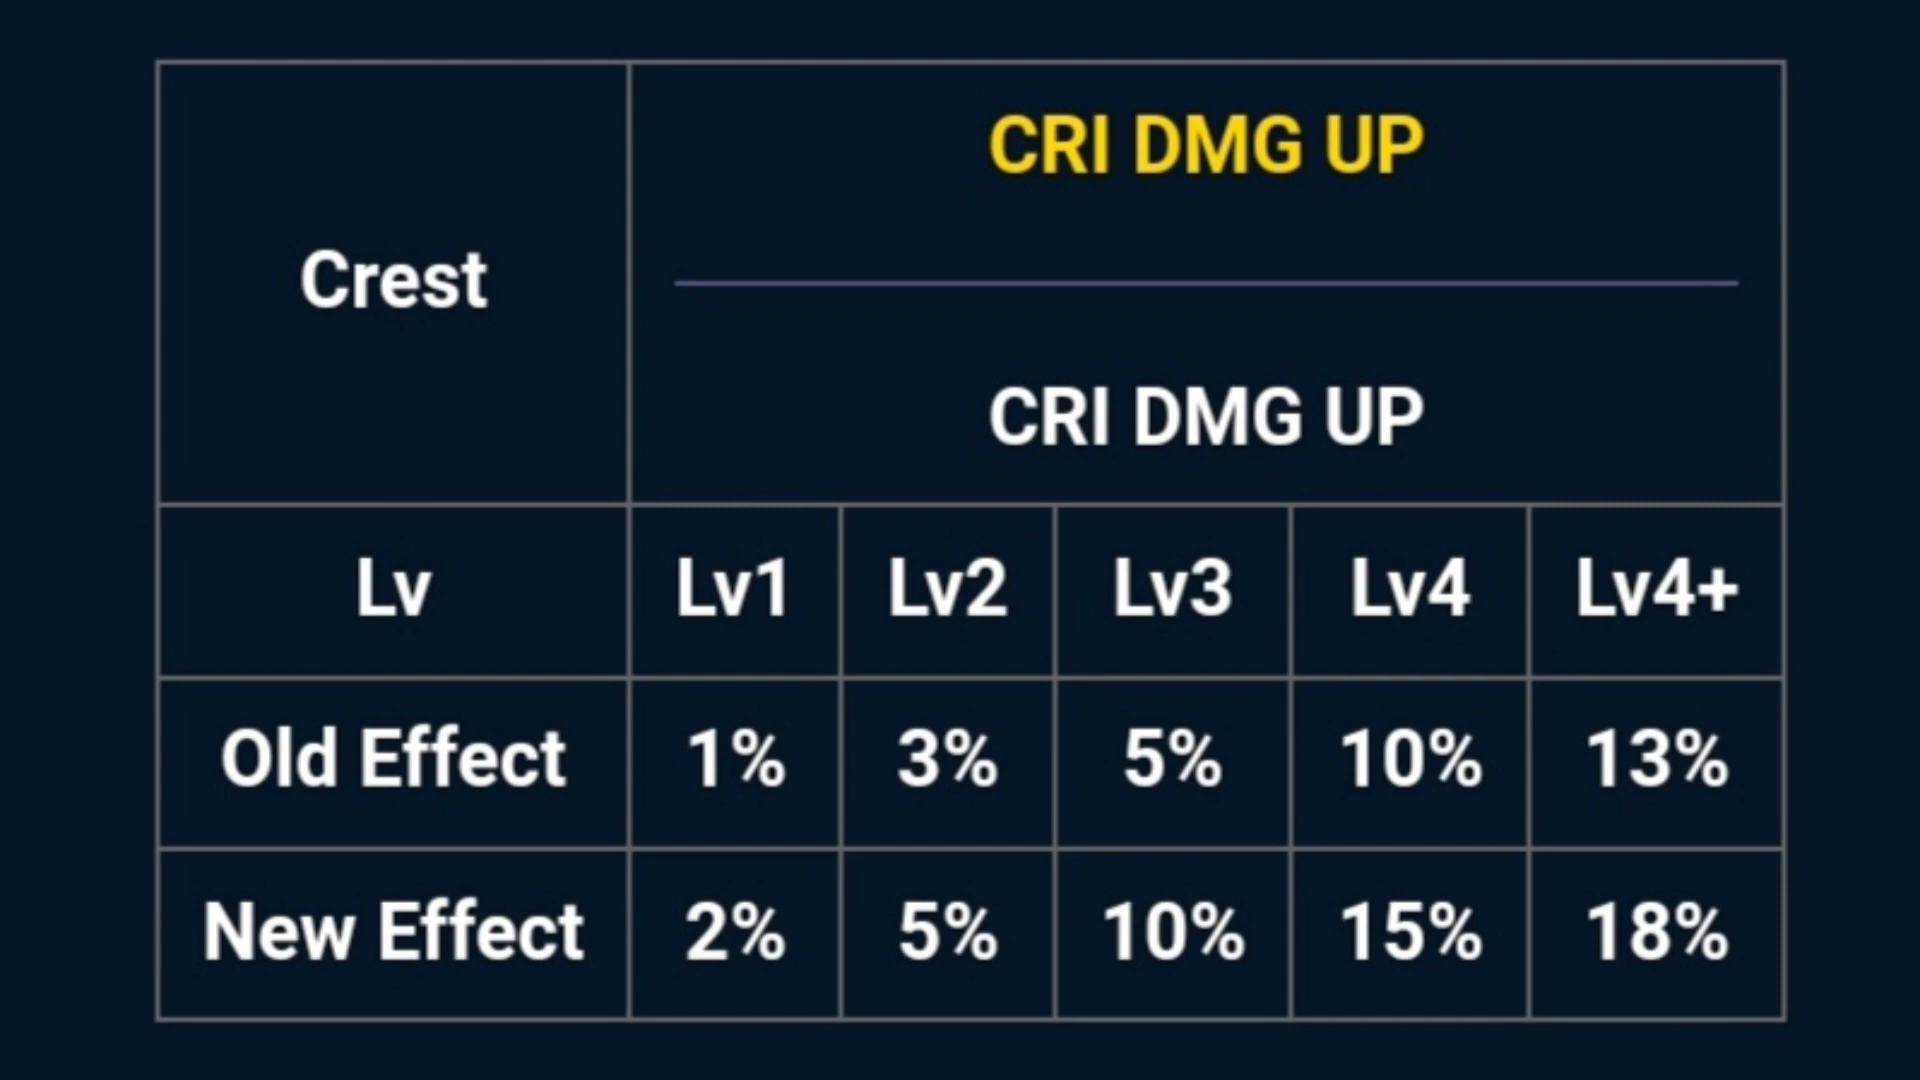 Crest
CRI DMG UP
CRI DMG UP
Lv Lv1 Lv2 Lv3 Lv4 Lv4+
Old Effect 1% 3% 5% 10% 13%
New Effect 2% 5% 10% 15% 18%